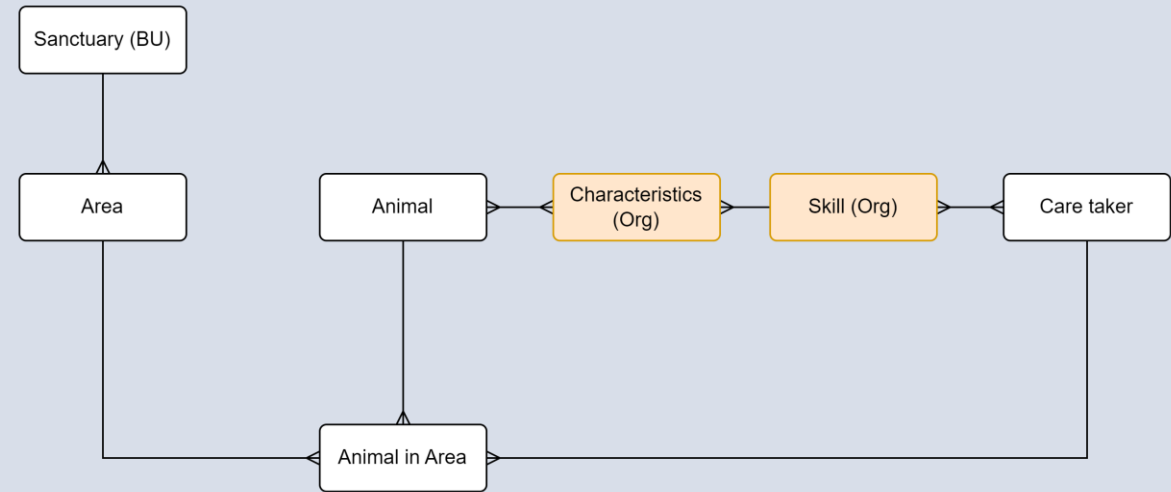 Sanctuary (BU)
Area
Animal
Characteristics
(Org)
Skill (Org)
Care taker
Animal in Area